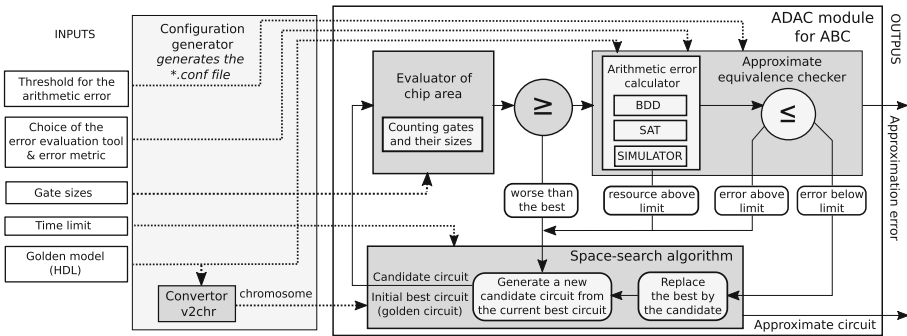 INPUTS
Threshold for the
arithmetic error
Choice of the
error evaluation tool
& error metric
Gate sizes
Time limit
Golden model
(HDL)
Configuration
generator
generates the
*.conf file
Convertor
v2chr
chromosome
ADAC module
for ABC
Evaluator of
chip area
Counting gates
and their sizes
≥
Arithmetic error
calculator
BDD
SAT
SIMULATOR
Approximate
equivalence checker
≤
worse than
the best
resource above
limit
error above
limit
error below
limit
Space-search algorithm
Candidate circuit
Initial best circuit
(golden circuit)
Generate a new
candidate circuit from
the current best circuit
Replace
the best by
the candidate
OUTPUS
Approximation error
Approximate circuit